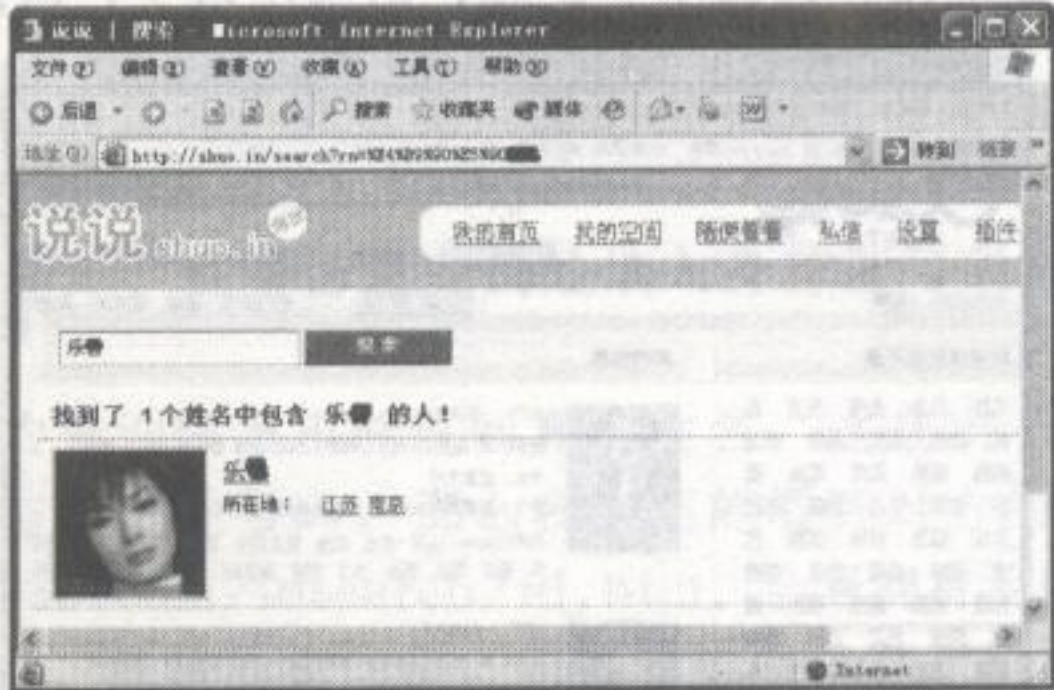 说说 | 搜索 - Microsoft Internet Explorer
文件(F) 编辑(E) 查看(V) 收藏(A) 工具(T) 帮助(H)
后退 搜索 收藏夹 媒体
地址(D) http://shuo.in/search?rn= 转到 链接 »
说说 shuo.in
我的首页 我的空间 随便看看 私信 设置 插件
乐 搜索
找到了 1个姓名中包含 乐 的人!
乐
所在地: 江苏
Internet